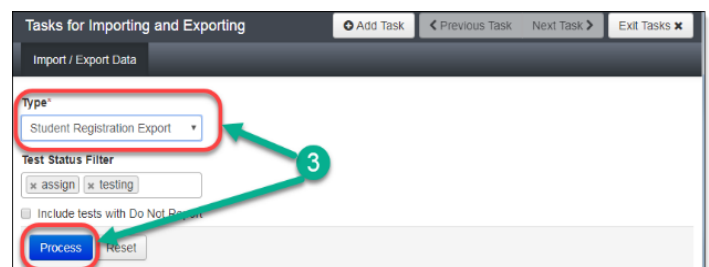 Tasks for Importing and Exporting
Add Task
Previous Task
Next Task
Exit Tasks ×
Import / Export Data
Type*
Student Registration Export
3
Test Status Filter
× assign × testing
Include tests with Do Not Report
Process
Reset